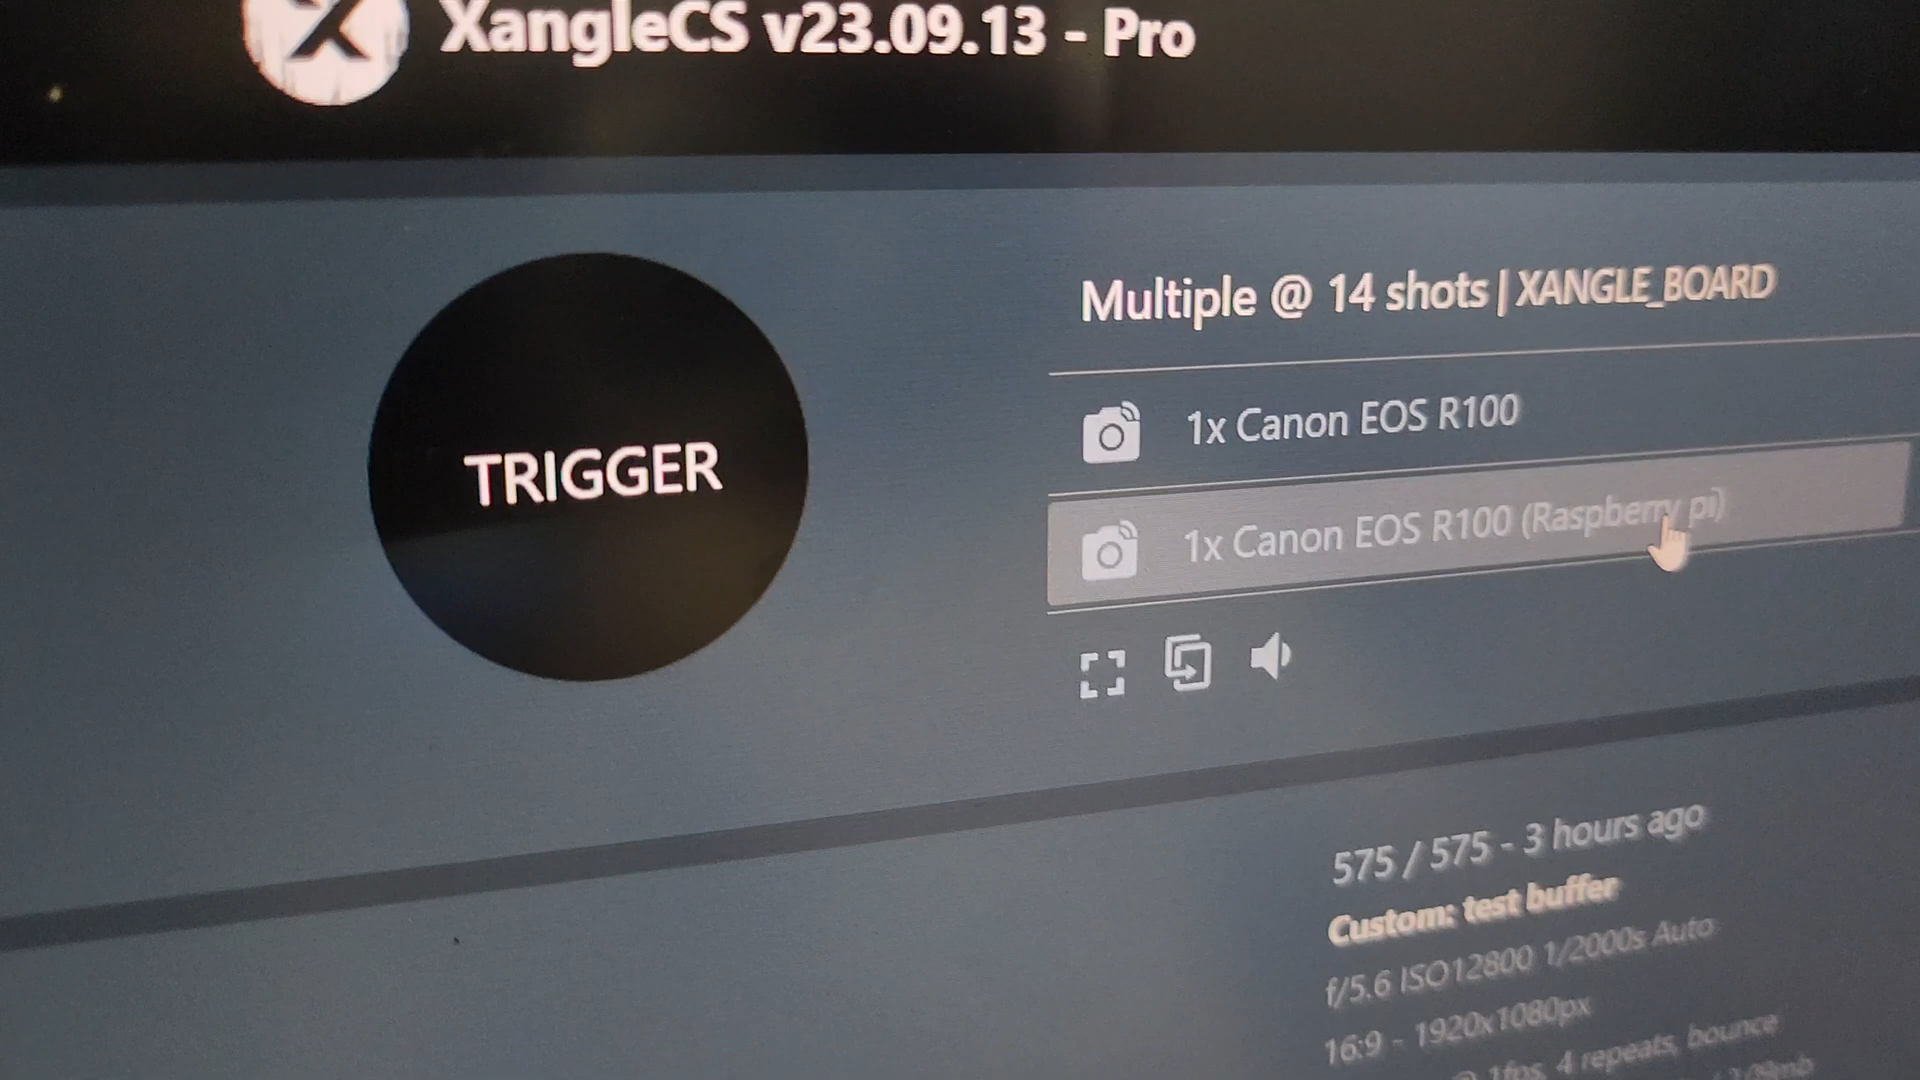 XangleCS v23.09.13 - Pro
TRIGGER
Multiple @ 14 shots | XANGLE_BOARD
1x Canon EOS R100
1x Canon EOS R100 (Raspberry pi)
575 / 575 - 3 hours ago
Custom: test buffer
f/5.6 ISO12800 1/2000s Auto
16:9 - 1920x1080px
@ 1fps, 4 repeats, bounce